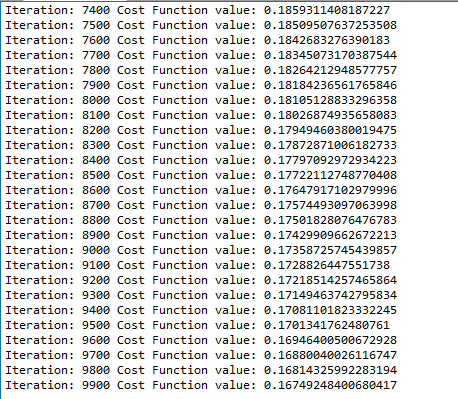 Iteration: 7400 Cost Function value: 0.1859311408187227
Iteration: 7500 Cost Function value: 0.18509507637253508
Iteration: 7600 Cost Function value: 0.1842683276390183
Iteration: 7700 Cost Function value: 0.18345073170387544
Iteration: 7800 Cost Function value: 0.18264212948577757
Iteration: 7900 Cost Function value: 0.18184236561765846
Iteration: 8000 Cost Function value: 0.18105128833296358
Iteration: 8100 Cost Function value: 0.18026874935658083
Iteration: 8200 Cost Function value: 0.17949460380019475
Iteration: 8300 Cost Function value: 0.17872871006182733
Iteration: 8400 Cost Function value: 0.17797092972934223
Iteration: 8500 Cost Function value: 0.17722112748770408
Iteration: 8600 Cost Function value: 0.17647917102979996
Iteration: 8700 Cost Function value: 0.17574493097063998
Iteration: 8800 Cost Function value: 0.17501828076476783
Iteration: 8900 Cost Function value: 0.17429909662672213
Iteration: 9000 Cost Function value: 0.17358725745439857
Iteration: 9100 Cost Function value: 0.1728826447551738
Iteration: 9200 Cost Function value: 0.17218514257465864
Iteration: 9300 Cost Function value: 0.17149463742795834
Iteration: 9400 Cost Function value: 0.17081101823332245
Iteration: 9500 Cost Function value: 0.1701341762480761
Iteration: 9600 Cost Function value: 0.16946400500672928
Iteration: 9700 Cost Function value: 0.16880040026116747
Iteration: 9800 Cost Function value: 0.16814325992283194
Iteration: 9900 Cost Function value: 0.16749248400680417